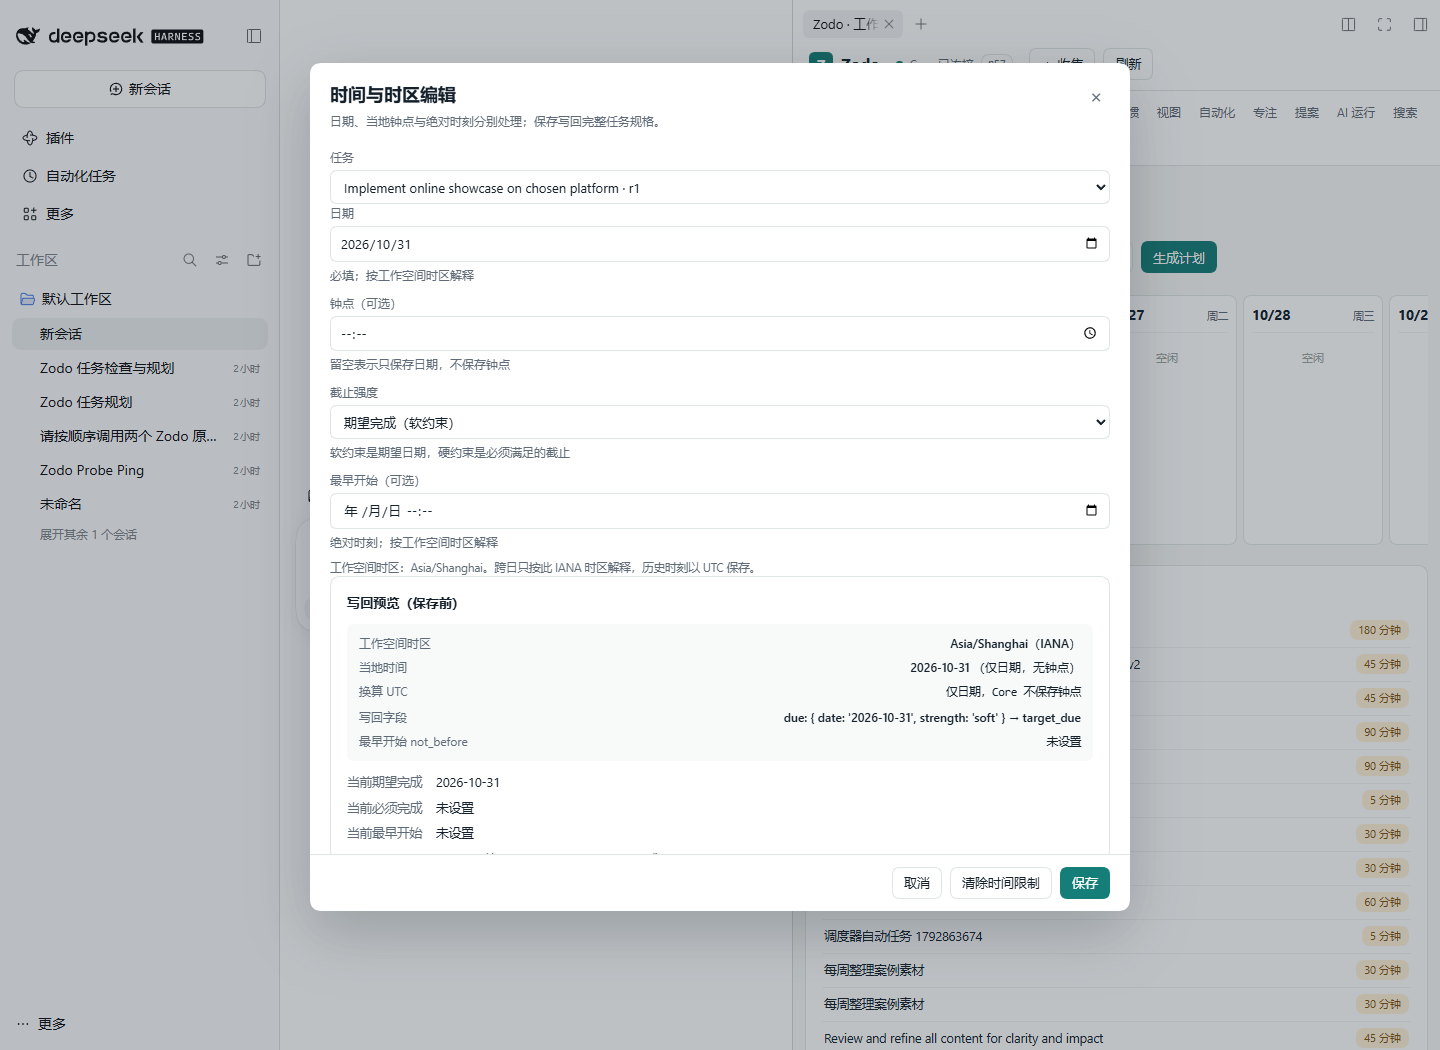 deepseek HARNESS
新会话
插件
自动化任务
更多
工作区
默认工作区
新会话
Zodo 任务检查与规划 2 小时
Zodo 任务规划 2 小时
请按顺序调用两个 Zodo 原... 2 小时
Zodo Probe Ping 2 小时
未命名 2 小时
展开其余 1 个会话
更多
Zodo · 工作
刷新
视图 自动化 专注 提案 AI 运行 搜索
生成计划
27 周二
空闲
10/28 周三
空闲
10/2
时间与时区编辑
日期、当地钟点与绝对时刻分别处理；保存写回完整任务规格。
任务
Implement online showcase on chosen platform · r1
日期
2026/10/31
必填；按工作空间时区解释
钟点（可选）
--:--
留空表示只保存日期，不保存钟点
截止强度
期望完成（软约束）
软约束是期望日期，硬约束是必须满足的截止
最早开始（可选）
年 /月/日 --:--
绝对时刻；按工作空间时区解释
工作空间时区：Asia/Shanghai。跨日只按此 IANA 时区解释，历史时刻以 UTC 保存。
写回预览（保存前）
工作空间时区 Asia/Shanghai（IANA）
当地时间 2026-10-31 （仅日期，无钟点）
换算 UTC 仅日期，Core 不保存钟点
写回字段 due: { date: '2026-10-31', strength: 'soft' } → target_due
最早开始 not_before 未设置
当前期望完成 2026-10-31
当前必须完成 未设置
当前最早开始 未设置
取消 清除时间限制 保存
180 分钟
v2 45 分钟
45 分钟
90 分钟
90 分钟
5 分钟
30 分钟
30 分钟
60 分钟
调度器自动任务 1792863674 5 分钟
每周整理案例素材 30 分钟
每周整理案例素材 30 分钟
Review and refine all content for clarity and impact 45 分钟